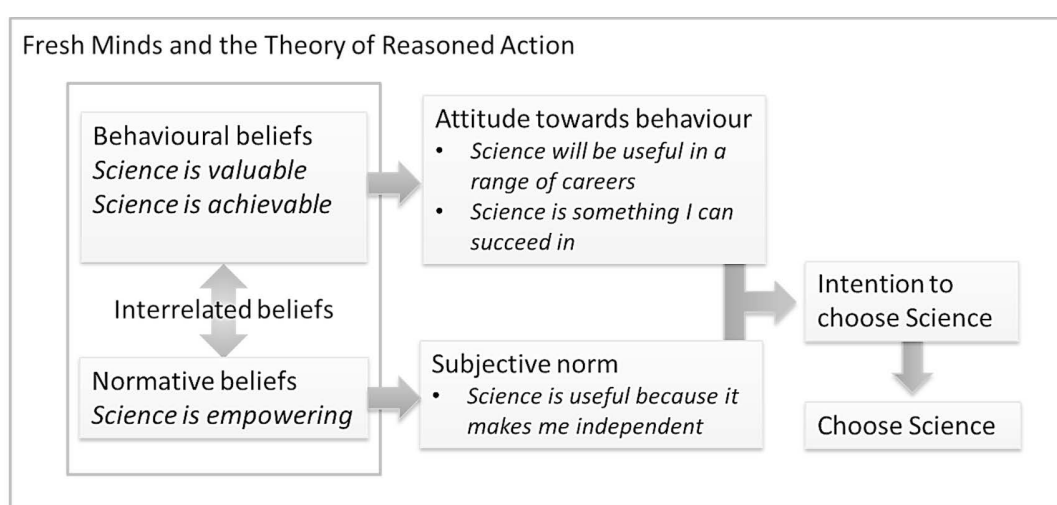 Fresh Minds and the Theory of Reasoned Action
Behavioural beliefs
Science is valuable
Science is achievable
Interrelated beliefs
Normative beliefs
Science is empowering
Attitude towards behaviour
• Science will be useful in a
range of careers
• Science is something I can
succeed in
Subjective norm
• Science is useful because it
makes me independent
Intention to
choose Science
Choose Science